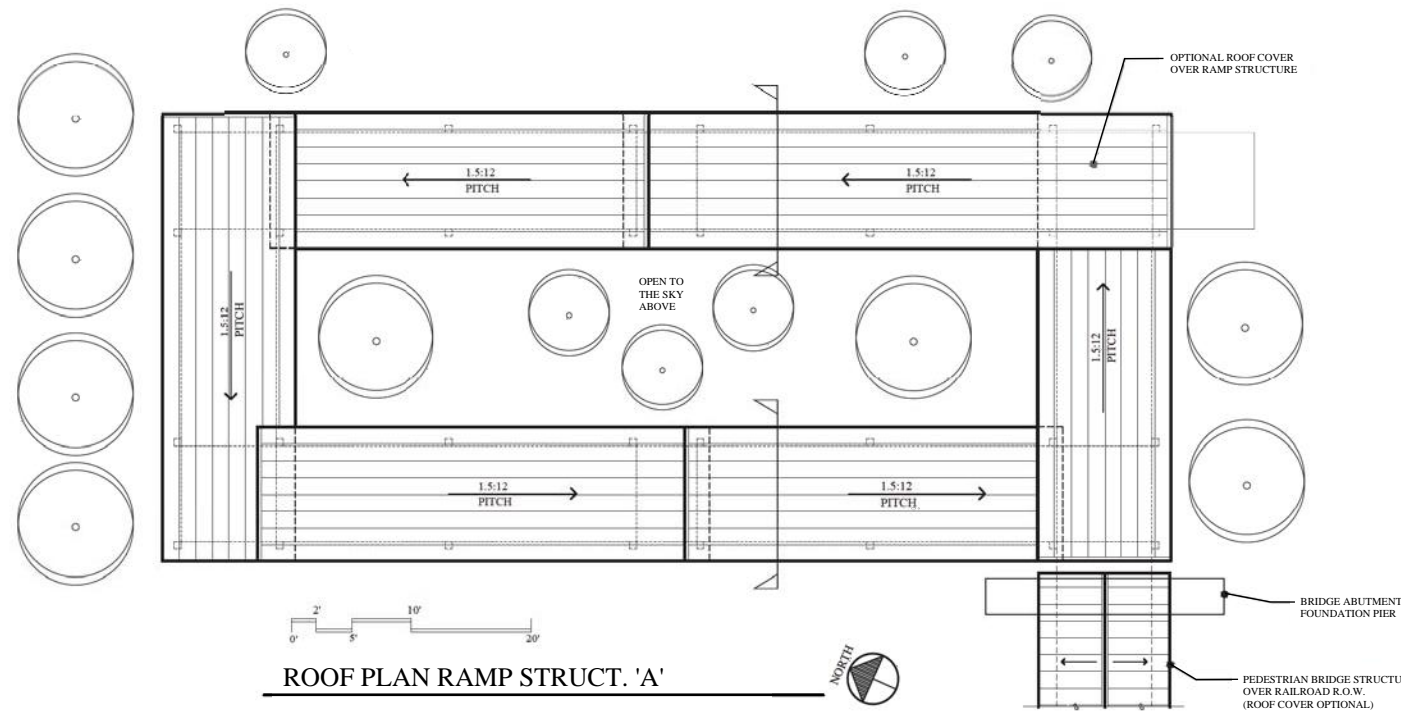 OPTIONAL ROOF COVER
OVER RAMP STRUCTURE
1.5:12
PITCH
1.5:12
PITCH
OPEN TO
THE SKY
ABOVE
1.5:12
PITCH
1.5:12
PITCH
1.5:12
PITCH
1.5:12
PITCH
BRIDGE ABUTMENT
FOUNDATION PIER
2'
10'
0'
5'
20'
NORTH
ROOF PLAN RAMP STRUCT. 'A'
PEDESTRIAN BRIDGE STRUCTU
OVER RAILROAD R.O.W.
(ROOF COVER OPTIONAL)